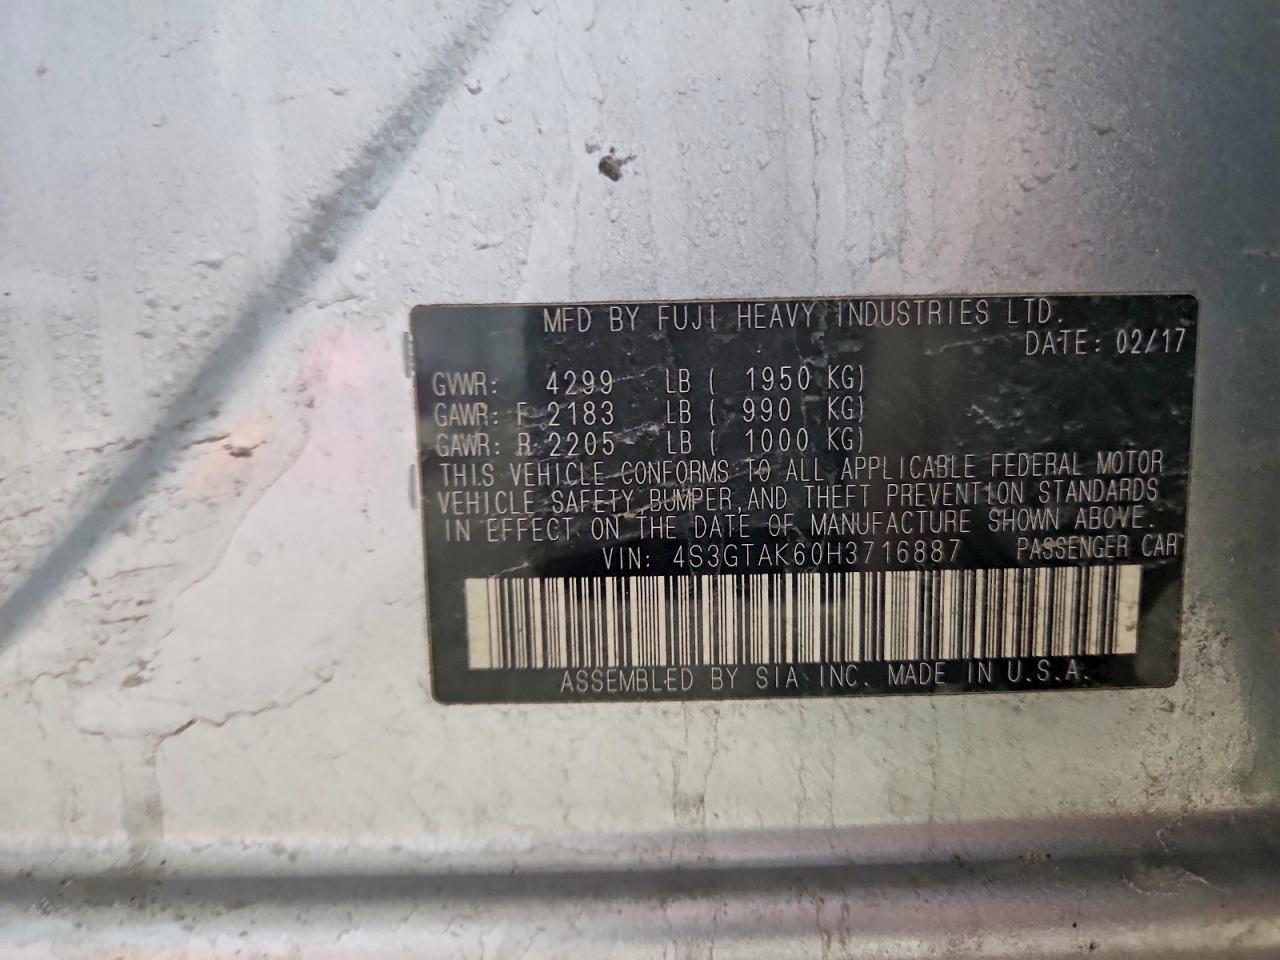 MFD BY FUJI HEAVY INDUSTRIES LTD.
DATE: 02/17
GVWR: 4299 LB ( 1950 KG)
GAWR: F 2183 LB ( 990 KG)
GAWR: R 2205 LB ( 1000 KG)
THIS VEHICLE CONFORMS TO ALL APPLICABLE FEDERAL MOTOR
VEHICLE SAFETY, BUMPER, AND THEFT PREVENTION STANDARDS
IN EFFECT ON THE DATE OF MANUFACTURE SHOWN ABOVE.
VIN: 4S3GTAK60H3716887 PASSENGER CAR
ASSEMBLED BY SIA INC. MADE IN U.S.A.